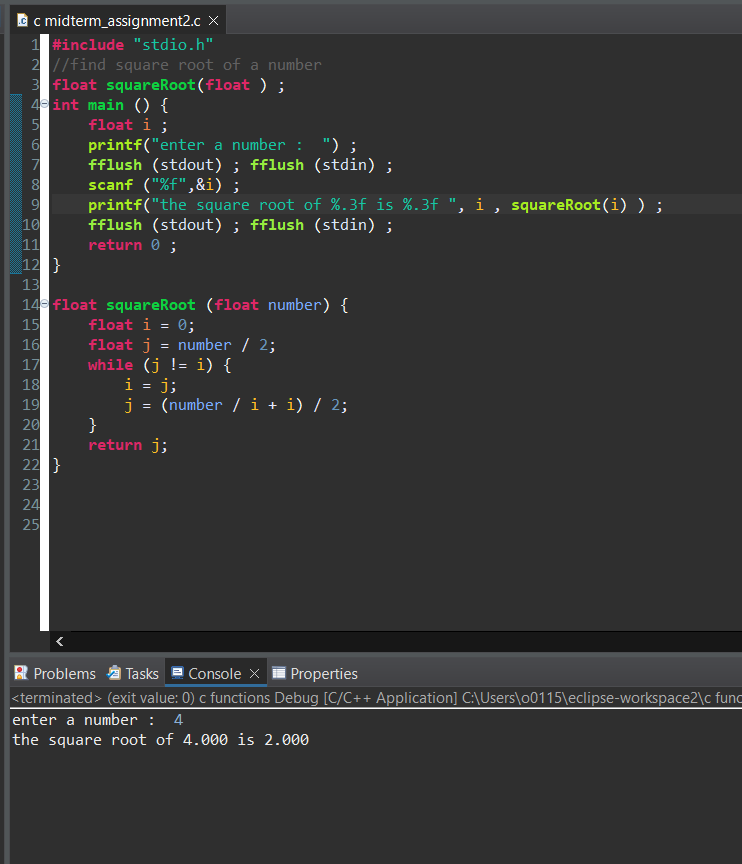 c midterm_assignment2.c
1 #include "stdio.h"
2 //find square root of a number
3 float squareRoot(float ) ;
4 int main () {
5     float i ;
6     printf("enter a number :  ") ;
7     fflush (stdout) ; fflush (stdin) ;
8     scanf ("%f",&i) ;
9     printf("the square root of %.3f is %.3f ", i , squareRoot(i) ) ;
10     fflush (stdout) ; fflush (stdin) ;
11     return 0 ;
12 }
13
14 float squareRoot (float number) {
15     float i = 0;
16     float j = number / 2;
17     while (j != i) {
18         i = j;
19         j = (number / i + i) / 2;
20     }
21     return j;
22 }
23
24
25
Problems Tasks Console Properties
<terminated> (exit value: 0) c functions Debug [C/C++ Application] C:\Users\o0115\eclipse-workspace2\c func
enter a number :  4
the square root of 4.000 is 2.000